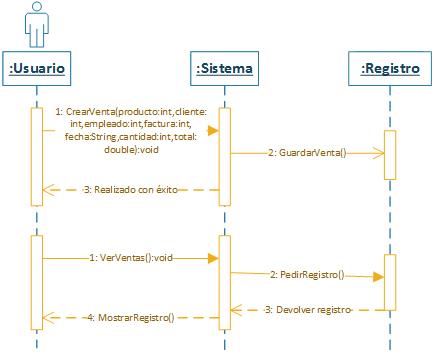 :Usuario
:Sistema
:Registro
1: CrearVenta(producto:int,cliente:
int,empleado:int,factura:int,
fecha:String,cantidad:int,total:
double):void
2: GuardarVenta()
3: Realizado con éxito
1: VerVentas():void
2: PedirRegistro()
3: Devolver registro
4: MostrarRegistro()